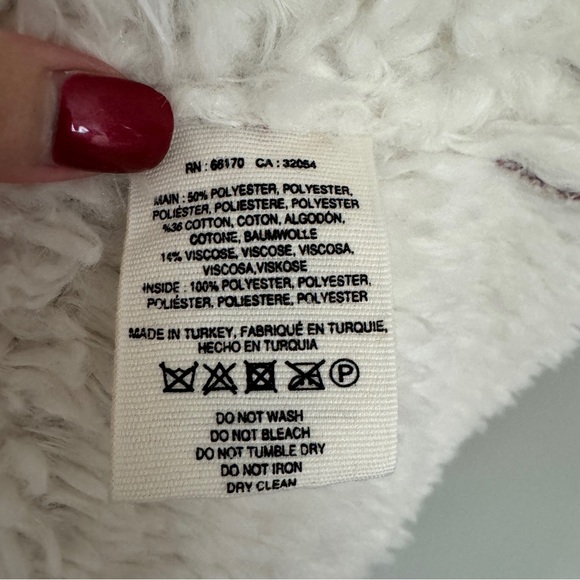 RN : 66170 CA : 32054
MAIN : 50% POLYESTER, POLYESTER,
POLIÉSTER, POLIESTERE, POLYESTER
%36 COTTON, COTON, ALGODÓN,
COTONE, BAUMWOLLE
14% VISCOSE, VISCOSE, VISCOSA,
VISCOSA,VISKOSE
INSIDE : 100% POLYESTER, POLYESTER,
POLIÉSTER, POLIESTERE, POLYESTER
MADE IN TURKEY, FABRIQUÉ EN TURQUIE,
HECHO EN TURQUIA
P
DO NOT WASH
DO NOT BLEACH
DO NOT TUMBLE DRY
DO NOT IRON
DRY CLEAN